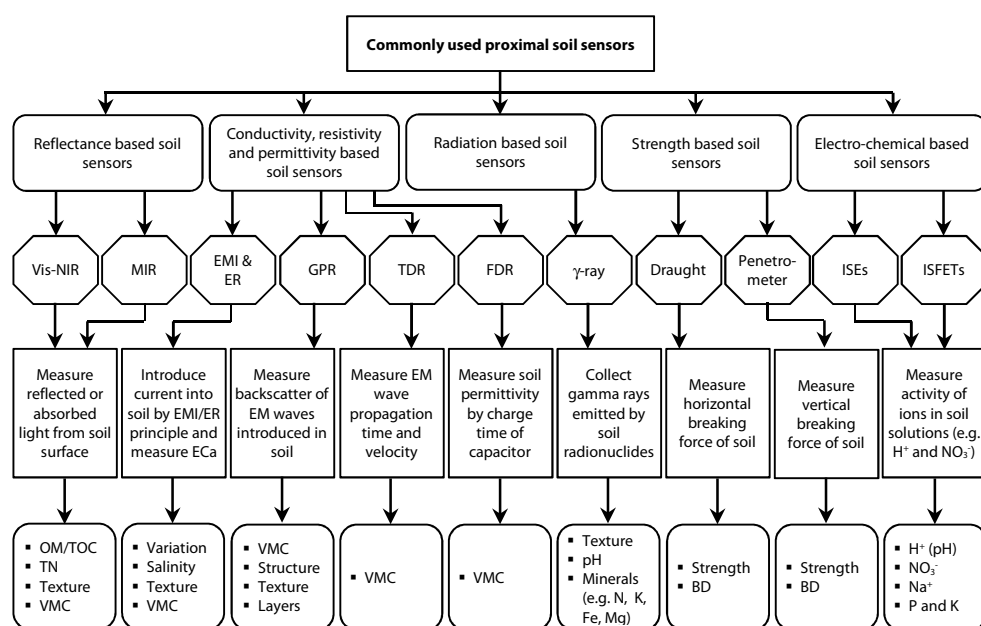 Commonly used proximal soil sensors
Reflectance based soil
sensors
Conductivity, resistivity
and permittivity based
soil sensors
Radiation based soil
sensors
Strength based soil
sensors
Electro-chemical based
soil sensors
Vis-NIR
MIR
EMI &
ER
GPR
TDR
FDR
γ-ray
Draught
Penetro-
meter
ISEs
ISFETs
Measure
reflected or
absorbed
light from soil
surface
Introduce
current into
soil by EMI/ER
principle and
measure ECa
Measure
backscatter of
EM waves
introduced in
soil
Measure EM
wave
propagation
time and
velocity
Measure soil
permittivity
by charge
time of
capacitor
Collect
gamma rays
emitted by
soil
radionuclides
Measure
horizontal
breaking
force of soil
Measure
vertical
breaking
force of soil
Measure
activity of
ions in soil
solutions (e.g.
H⁺ and NO₃⁻)
▪ OM/TOC
▪ TN
▪ Texture
▪ VMC
▪ Variation
▪ Salinity
▪ Texture
▪ VMC
▪ VMC
▪ Structure
▪ Texture
▪ Layers
▪ VMC
▪ VMC
▪ Texture
▪ pH
▪ Minerals
(e.g. N, K,
Fe, Mg)
▪ Strength
▪ BD
▪ Strength
▪ BD
▪ H⁺ (pH)
▪ NO₃⁻
▪ Na⁺
▪ P and K